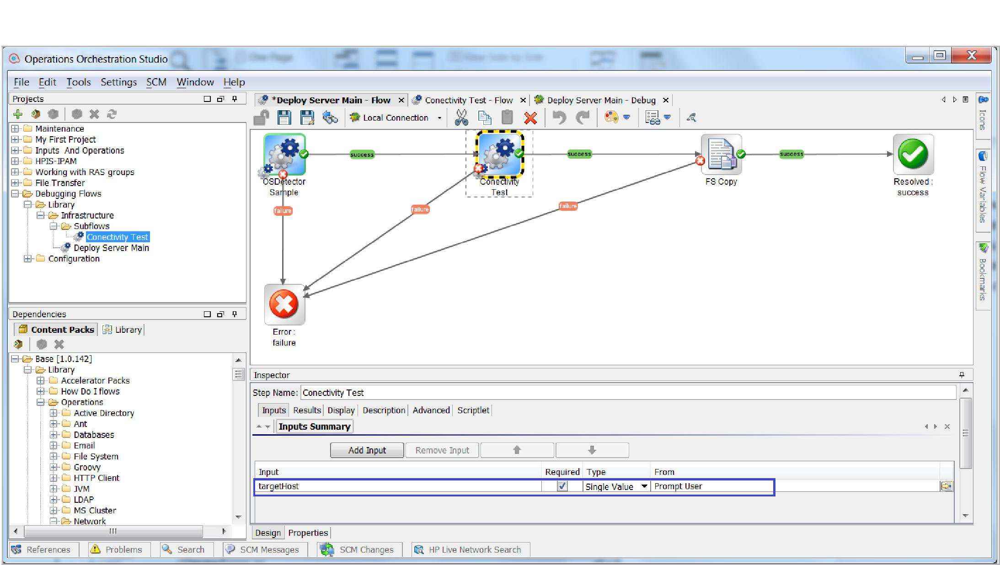 Operations Orchestration Studio
One Page
View Side by Side
File Edit Tools Settings SCM Window Help
Projects
Maintenance
My First Project
Inputs And Operations
HPIS-IPAM
Working with RAS groups
File Transfer
Debugging Flows
Library
Infrastructure
Subflows
Conectivity Test
Deploy Server Main
Configuration
Dependencies
Content Packs Library
Base [1.0.142]
Library
Accelerator Packs
How Do I flows
Operations
Active Directory
Ant
Databases
Email
File System
Groovy
HTTP Client
JVM
LDAP
MS Cluster
Network
*Deploy Server Main - Flow Conectivity Test - Flow Deploy Server Main - Debug
Local Connection
success success success
OSDetector
Sample
Conectivity
Test
FS Copy
Resolved :
success
failure failure failure
Error :
failure
Icons
Flow Variables
Bookmarks
Inspector
Step Name: Conectivity Test
Inputs Results Display Description Advanced Scriptlet
Inputs Summary
Add Input Remove Input
Input Required Type From
targetHost Single Value Prompt User
Design Properties
References Problems Search SCM Messages SCM Changes HP Live Network Search